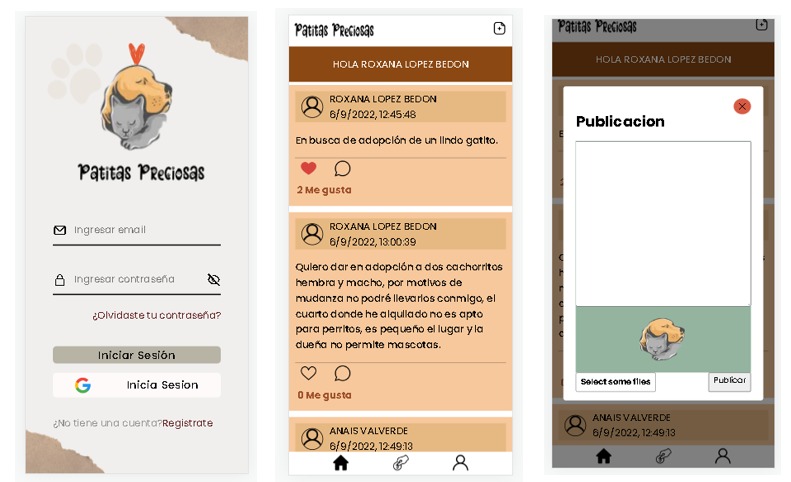 Patitas Preciosas
Ingresar email
Ingresar contraseña
¿Olvidaste tu contraseña?
Iniciar Sesión
Inicia Sesion
¿No tiene una cuenta?Registrate
Patitas Preciosas
HOLA ROXANA LOPEZ BEDON
ROXANA LOPEZ BEDON
6/9/2022, 12:45:48
En busca de adopción de un lindo gatito.
2 Me gusta
ROXANA LOPEZ BEDON
6/9/2022, 13:00:39
Quiero dar en adopción a dos cachorritos
hembra y macho, por motivos de
mudanza no podré llevarlos conmigo, el
cuarto donde he alquilado no es apto
para perritos, es pequeño el lugar y la
dueña no permite mascotas.
0 Me gusta
ANAIS VALVERDE
6/9/2022, 12:49:13
Patitas Preciosas
HOLA ROXANA LOPEZ BEDON
Publicacion
Select some files
Publicar
ANAIS VALVERDE
6/9/2022, 12:49:13